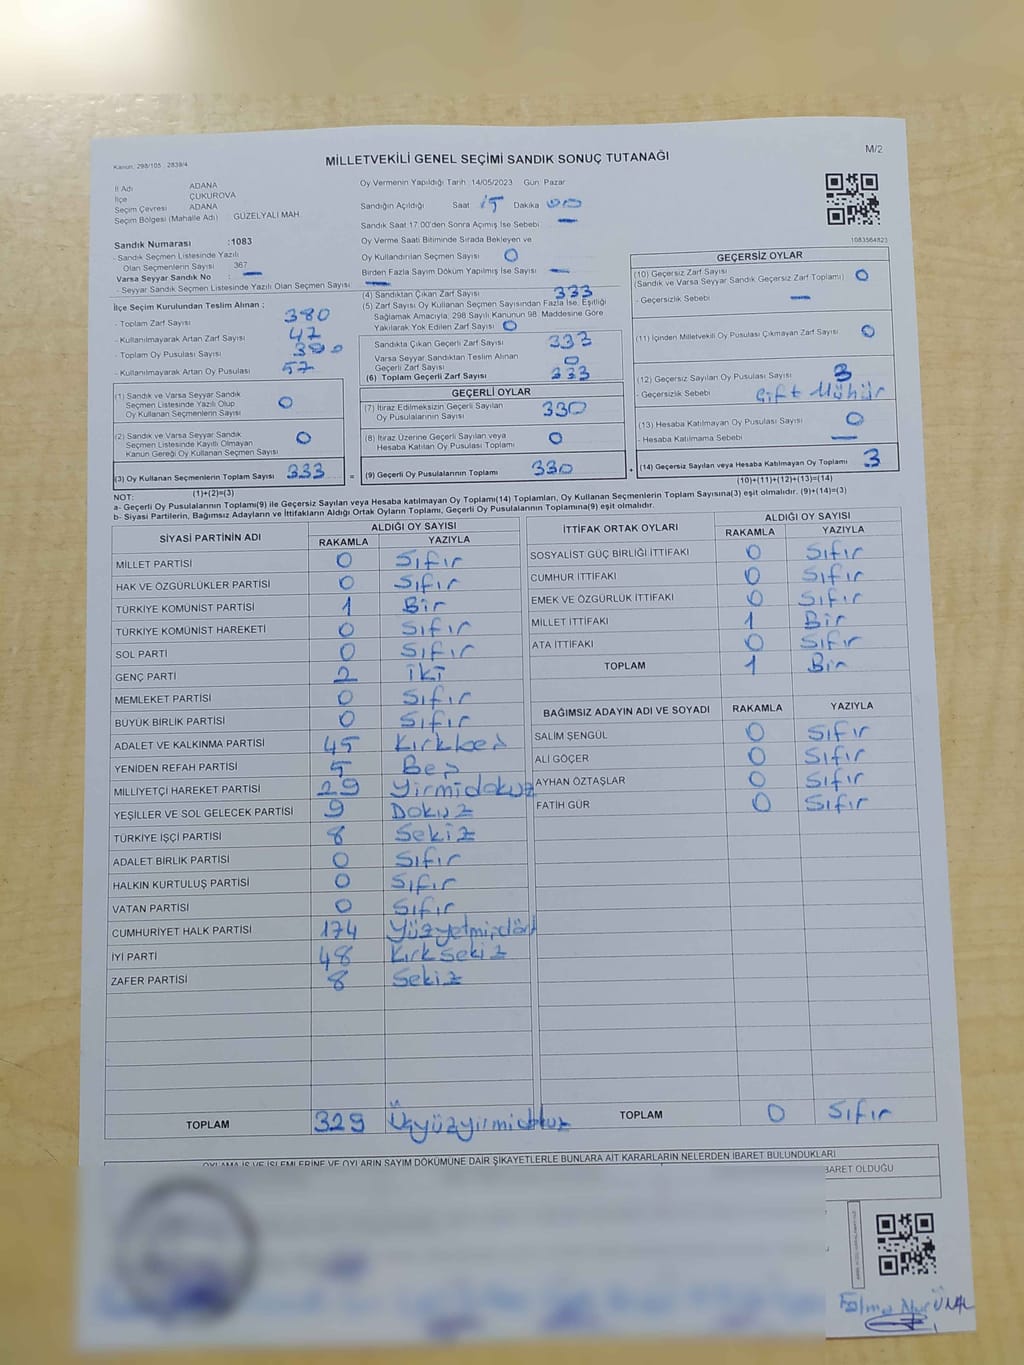 Kanun: 298/105 , 2839/4
MİLLETVEKİLİ GENEL SEÇİMİ SANDIK SONUÇ TUTANAĞI
M/2
İl Adı ADANA
İlçe ÇUKUROVA
Seçim Çevresi ADANA
Seçim Bölgesi (Mahalle Adı) GÜZELYALI MAH.
Sandık Numarası :1083
- Sandık Seçmen Listesinde Yazılı
Olan Seçmenlerin Sayısı 367
Varsa Seyyar Sandık No : —
- Seyyar Sandık Seçmen Listesinde Yazılı Olan Seçmen Sayısı —
İlçe Seçim Kurulundan Teslim Alınan ;
- Toplam Zarf Sayısı 380
- Kullanılmayarak Artan Zarf Sayısı 47
- Toplam Oy Pusulası Sayısı
- Kullanılmayarak Artan Oy Pusulası 57
(1) Sandık ve Varsa Seyyar Sandık
Seçmen Listesinde Yazılı Olup
Oy Kullanan Seçmenlerin Sayısı 0
(2) Sandık ve Varsa Seyyar Sandık
Seçmen Listesinde Kayıtlı Olmayan
Kanun Gereği Oy Kullanan Seçmen Sayısı 0
(3) Oy Kullanan Seçmenlerin Toplam Sayısı 333 =
(1)+(2)=(3)
Oy Vermenin Yapıldığı Tarih :14/05/2023 Gün: Pazar
Sandığın Açıldığı Saat 17 Dakika 00
Sandık Saat 17:00'den Sonra Açımış İse Sebebi —
Oy Verme Saati Bitiminde Sırada Bekleyen ve
Oy Kullandırılan Seçmen Sayısı 0
Birden Fazla Sayım Döküm Yapılmış İse Sayısı —
(4) Sandıktan Çıkan Zarf Sayısı 333
(5) Zarf Sayısı Oy Kullanan Seçmen Sayısından Fazla İse, Eşitliği
Sağlamak Amacıyla; 298 Sayılı Kanunun 98. Maddesine Göre
Yakılarak Yok Edilen Zarf Sayısı 0
Sandıkta Çıkan Geçerli Zarf Sayısı 333
Varsa Seyyar Sandıktan Teslim Alınan
Geçerli Zarf Sayısı 0
(6) Toplam Geçerli Zarf Sayısı 333
GEÇERLİ OYLAR
(7) İtiraz Edilmeksizin Geçerli Sayılan
Oy Pusulalarının Sayısı 330
(8) İtiraz Üzerine Geçerli Sayılan veya
Hesaba Katılan Oy Pusulası Toplamı 0
(9) Geçerli Oy Pusulalarının Toplamı 330 +
1083564823
GEÇERSİZ OYLAR
(10) Geçersiz Zarf Sayısı
(Sandık ve Varsa Seyyar Sandık Geçersiz Zarf Toplamı) 0
- Geçersizlik Sebebi —
(11) İçinden Milletvekili Oy Pusulası Çıkmayan Zarf Sayısı 0
(12) Geçersiz Sayılan Oy Pusulası Sayısı 3
- Geçersizlik Sebebi Çift Mühür
(13) Hesaba Katılmayan Oy Pusulası Sayısı 0
- Hesaba Katılmama Sebebi —
(14) Geçersiz Sayılan veya Hesaba Katılmayan Oy Toplamı 3
(10)+(11)+(12)+(13)=(14)
NOT:
a- Geçerli Oy Pusulalarının Toplamı(9) ile Geçersiz Sayılan veya Hesaba katılmayan Oy Toplamı(14) Toplamları, Oy Kullanan Seçmenlerin Toplam Sayısına(3) eşit olmalıdır. (9)+(14)=(3)
b- Siyasi Partilerin, Bağımsız Adayların ve İttifakların Aldığı Ortak Oyların Toplamı, Geçerli Oy Pusulalarının Toplamına(9) eşit olmalıdır.
SİYASİ PARTİNİN ADI ALDIĞI OY SAYISI
RAKAMLA YAZIYLA
MİLLET PARTİSİ 0 Sıfır
HAK VE ÖZGÜRLÜKLER PARTİSİ 0 Sıfır
TÜRKİYE KOMÜNİST PARTİSİ 1 Bir
TÜRKİYE KOMÜNİST HAREKETİ 0 Sıfır
SOL PARTİ 0 Sıfır
GENÇ PARTİ 2 İki
MEMLEKET PARTİSİ 0 Sıfır
BÜYÜK BİRLİK PARTİSİ 0 Sıfır
ADALET VE KALKINMA PARTİSİ 45 Kırkbeş
YENİDEN REFAH PARTİSİ 5 Beş
MİLLİYETÇİ HAREKET PARTİSİ 29 Yirmidokuz
YEŞİLLER VE SOL GELECEK PARTİSİ 9 Dokuz
TÜRKİYE İŞÇİ PARTİSİ 8 Sekiz
ADALET BİRLİK PARTİSİ 0 Sıfır
HALKIN KURTULUŞ PARTİSİ 0 Sıfır
VATAN PARTİSİ 0 Sıfır
CUMHURİYET HALK PARTİSİ 174 Yüzyetmişdört
İYİ PARTİ 48 Kırksekiz
ZAFER PARTİSİ 8 Sekiz
TOPLAM 329 Üçyüzyirmidokuz
İTTİFAK ORTAK OYLARI ALDIĞI OY SAYISI
RAKAMLA YAZIYLA
SOSYALİST GÜÇ BİRLİĞİ İTTİFAKI 0 Sıfır
CUMHUR İTTİFAKI 0 Sıfır
EMEK VE ÖZGÜRLÜK İTTİFAKI 0 Sıfır
MİLLET İTTİFAKI 1 Bir
ATA İTTİFAKI 0 Sıfır
TOPLAM 1 Bir
BAĞIMSIZ ADAYIN ADI VE SOYADI RAKAMLA YAZIYLA
SALİM ŞENGÜL 0 Sıfır
ALİ GÖÇER 0 Sıfır
AYHAN ÖZTAŞLAR 0 Sıfır
FATİH GÜR 0 Sıfır
TOPLAM 0 Sıfır
OYLAMA İŞ VE İŞLEMLERİNE VE OYLARIN SAYIM DÖKÜMÜNE DAİR ŞİKAYETLERLE BUNLARA AİT KARARLARIN NELERDEN İBARET BULUNDUKLARI
BARET OLDUĞU
Fatma Nur ÜNAL